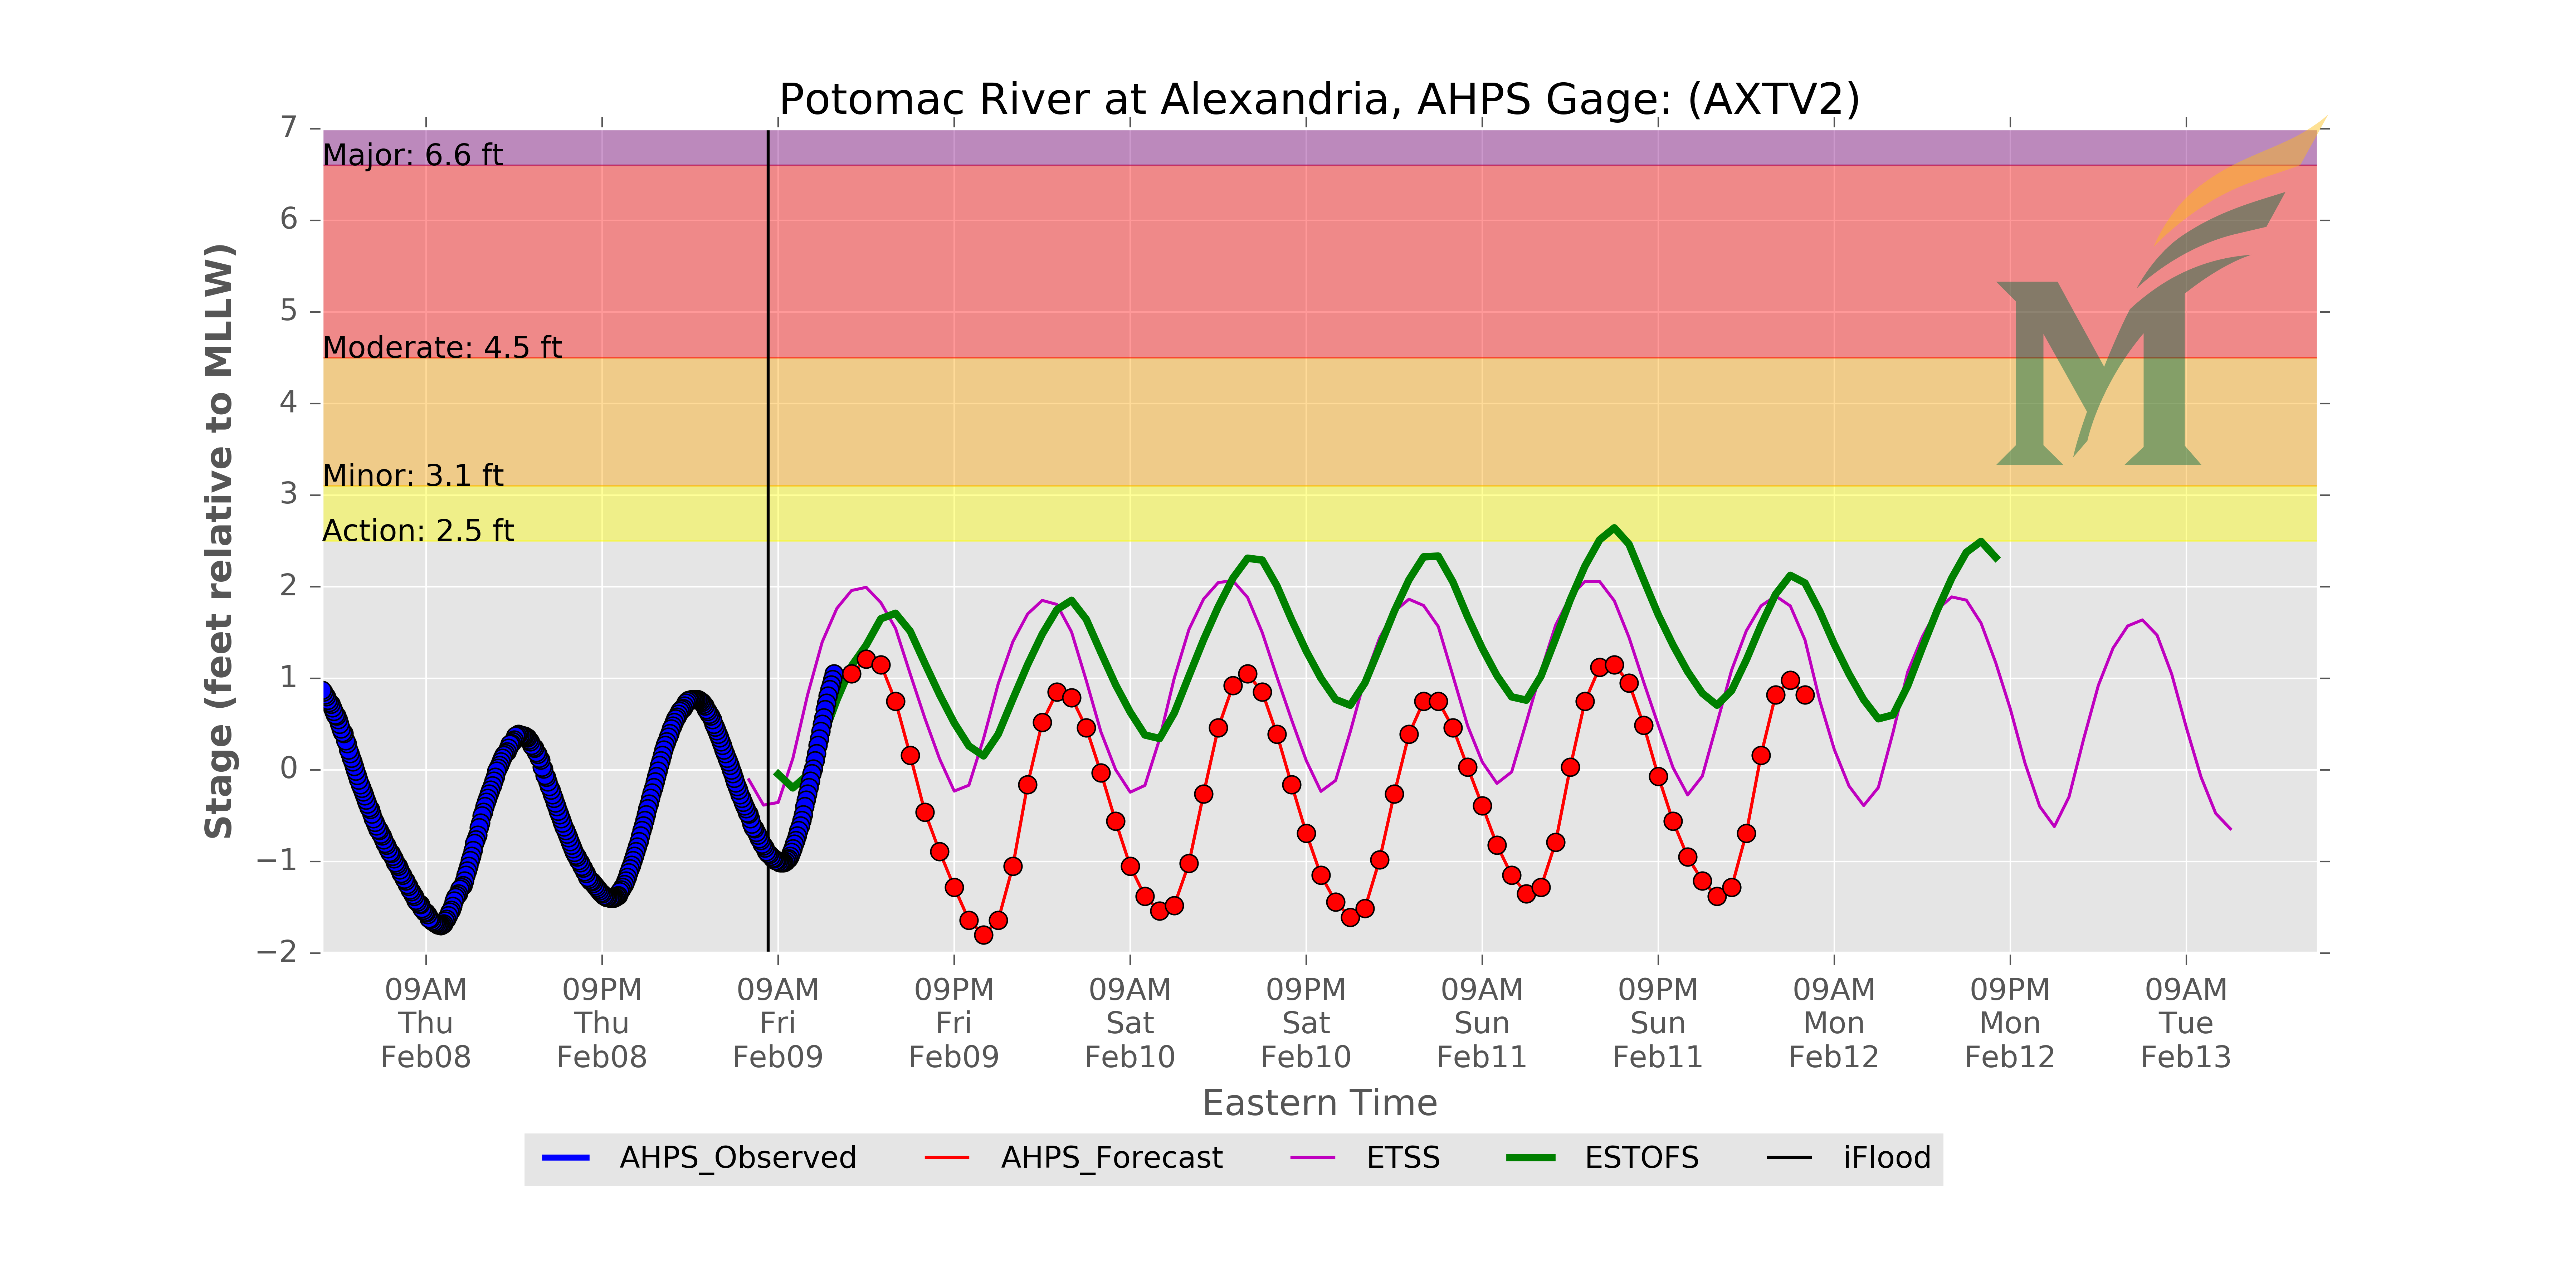 Potomac River at Alexandria, AHPS Gage: (AXTV2)
Stage (feet relative to MLLW)
7
6
5
4
3
2
1
0
−1
−2
Major: 6.6 ft
Moderate: 4.5 ft
Minor: 3.1 ft
Action: 2.5 ft
M
09AM 09PM 09AM 09PM 09AM 09PM 09AM 09PM 09AM 09PM 09AM
Thu Thu Fri Fri Sat Sat Sun Sun Mon Mon Tue
Feb08 Feb08 Feb09 Feb09 Feb10 Feb10 Feb11 Feb11 Feb12 Feb12 Feb13
Eastern Time
AHPS_Observed AHPS_Forecast ETSS ESTOFS iFlood